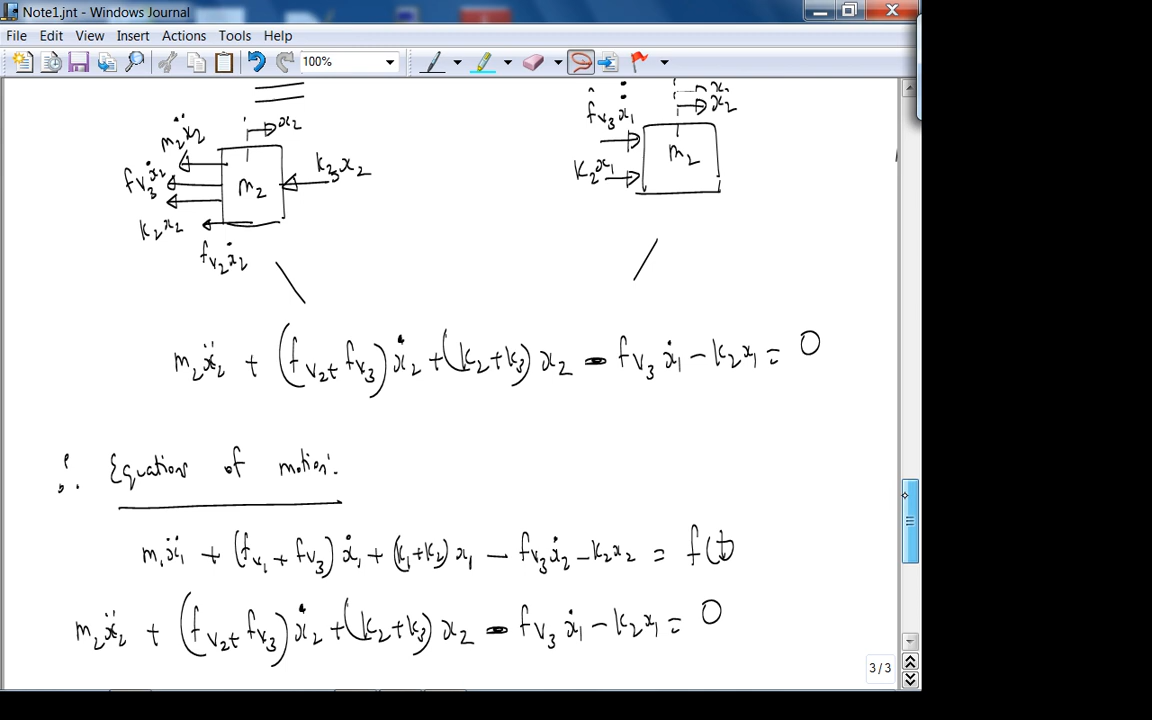 Note1.jnt - Windows Journal
File Edit View Insert Actions Tools Help
100%
x₂
m₂ẍ₂
fv₃ẋ₂
k₂x₂
fv₂ẋ₂
m₂
k₃x₂
fv₃ẋ₁
k₂x₁
x₂
m₂
m₂ẍ₂ + (fv₂ + fv₃) ẋ₂ + (k₂+k₃) x₂ - fv₃ẋ₁ - k₂x₁ = 0
∴ Equations of motion:
m₁ẍ₁ + (fv₁ + fv₃) ẋ₁ + (k₁+k₂) x₁ - fv₃ẋ₂ - k₂x₂ = f(t)
m₂ẍ₂ + (fv₂ + fv₃) ẋ₂ + (k₂+k₃) x₂ - fv₃ẋ₁ - k₂x₁ = 0
3/3